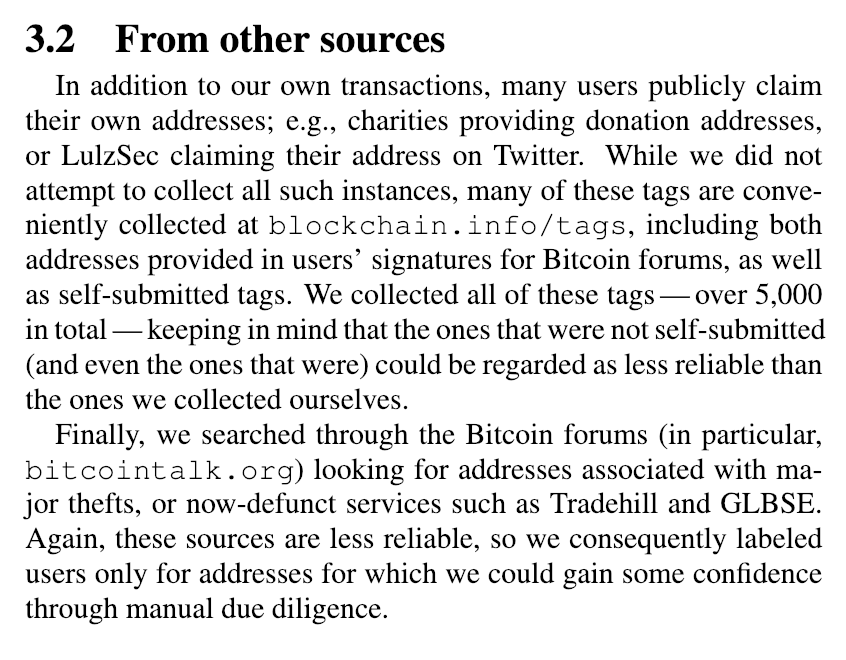 3.2 From other sources
In addition to our own transactions, many users publicly claim
their own addresses; e.g., charities providing donation addresses,
or LulzSec claiming their address on Twitter. While we did not
attempt to collect all such instances, many of these tags are conve-
niently collected at blockchain.info/tags, including both
addresses provided in users’ signatures for Bitcoin forums, as well
as self-submitted tags. We collected all of these tags — over 5,000
in total — keeping in mind that the ones that were not self-submitted
(and even the ones that were) could be regarded as less reliable than
the ones we collected ourselves.
Finally, we searched through the Bitcoin forums (in particular,
bitcointalk.org) looking for addresses associated with ma-
jor thefts, or now-defunct services such as Tradehill and GLBSE.
Again, these sources are less reliable, so we consequently labeled
users only for addresses for which we could gain some confidence
through manual due diligence.